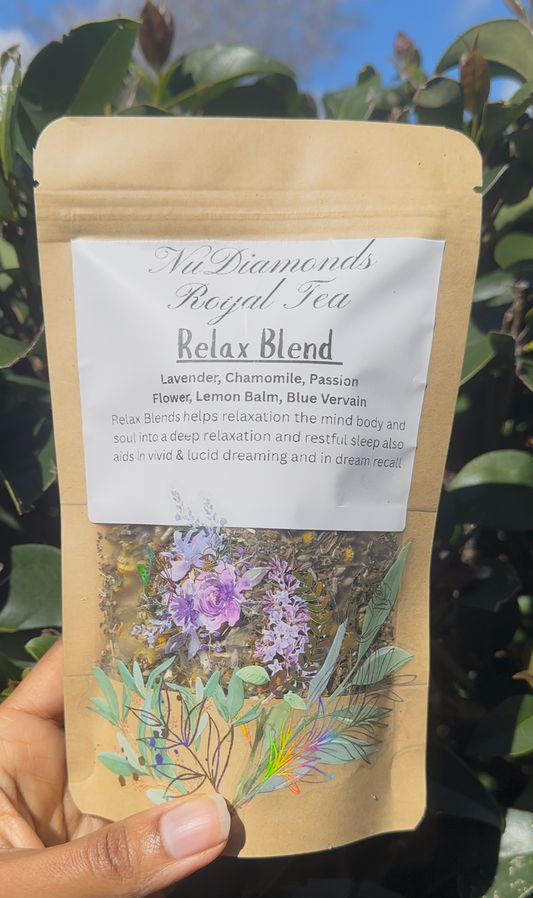 NuDiamonds
Royal Tea
Relax Blend
Lavender, Chamomile, Passion
Flower, Lemon Balm, Blue Vervain
Relax Blends helps relaxation the mind body and
soul into a deep relaxation and restful sleep also
aids in vivid & lucid dreaming and in dream recall